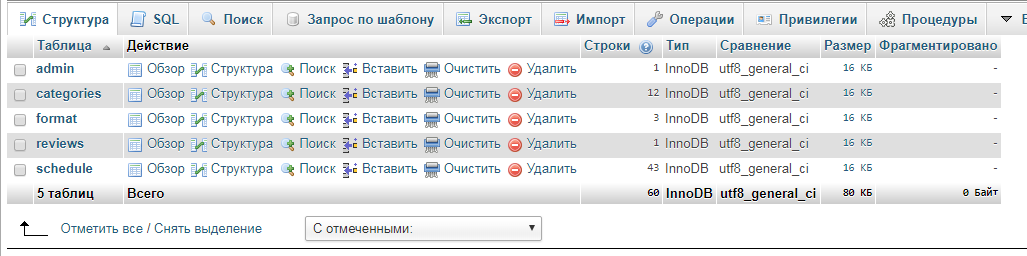 Структура SQL Поиск Запрос по шаблону Экспорт Импорт Операции Привилегии Процедуры
Таблица Действие Строки Тип Сравнение Размер Фрагментировано
admin Обзор Структура Поиск Вставить Очистить Удалить 1 InnoDB utf8_general_ci 16 КБ -
categories Обзор Структура Поиск Вставить Очистить Удалить 12 InnoDB utf8_general_ci 16 КБ -
format Обзор Структура Поиск Вставить Очистить Удалить 3 InnoDB utf8_general_ci 16 КБ -
reviews Обзор Структура Поиск Вставить Очистить Удалить 1 InnoDB utf8_general_ci 16 КБ -
schedule Обзор Структура Поиск Вставить Очистить Удалить 43 InnoDB utf8_general_ci 16 КБ -
5 таблиц Всего 60 InnoDB utf8_general_ci 80 КБ 0 Байт
Отметить все / Снять выделение С отмеченными: